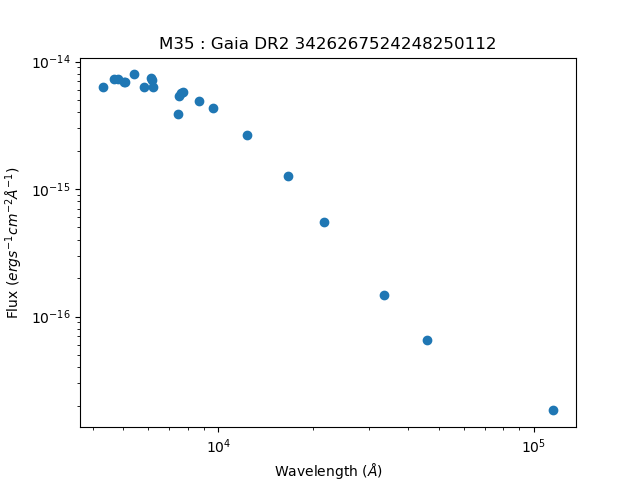 M35 : Gaia DR2 3426267524248250112
Flux (ergs⁻¹cm⁻²Å⁻¹)
10⁻¹⁴
10⁻¹⁵
10⁻¹⁶
10⁴
10⁵
Wavelength (Å)